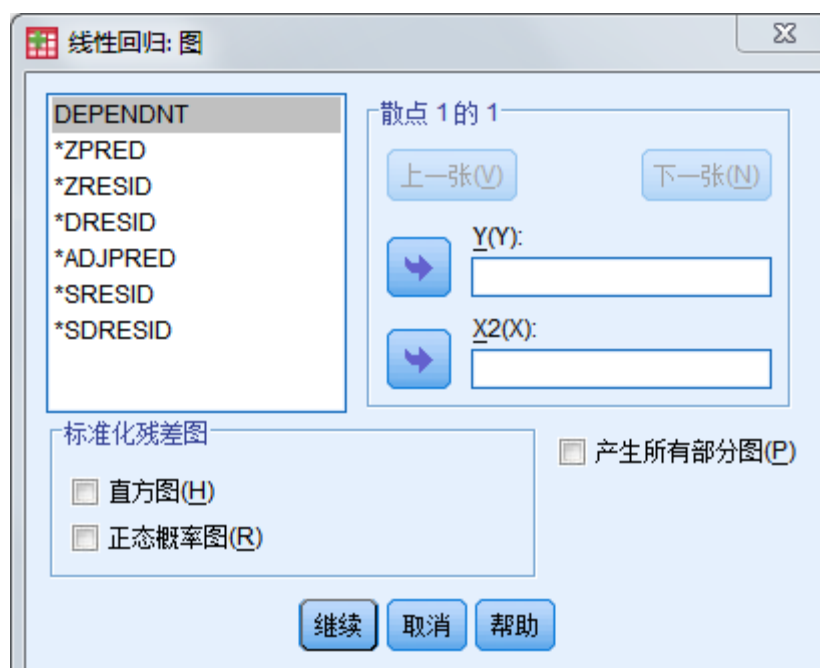 线性回归: 图
DEPENDNT
*ZPRED
*ZRESID
*DRESID
*ADJPRED
*SRESID
*SDRESID
散点 1 的 1
上一张(V)
下一张(N)
Y(Y):
X2(X):
标准化残差图
直方图(H)
正态概率图(R)
产生所有部分图(P)
继续
取消
帮助